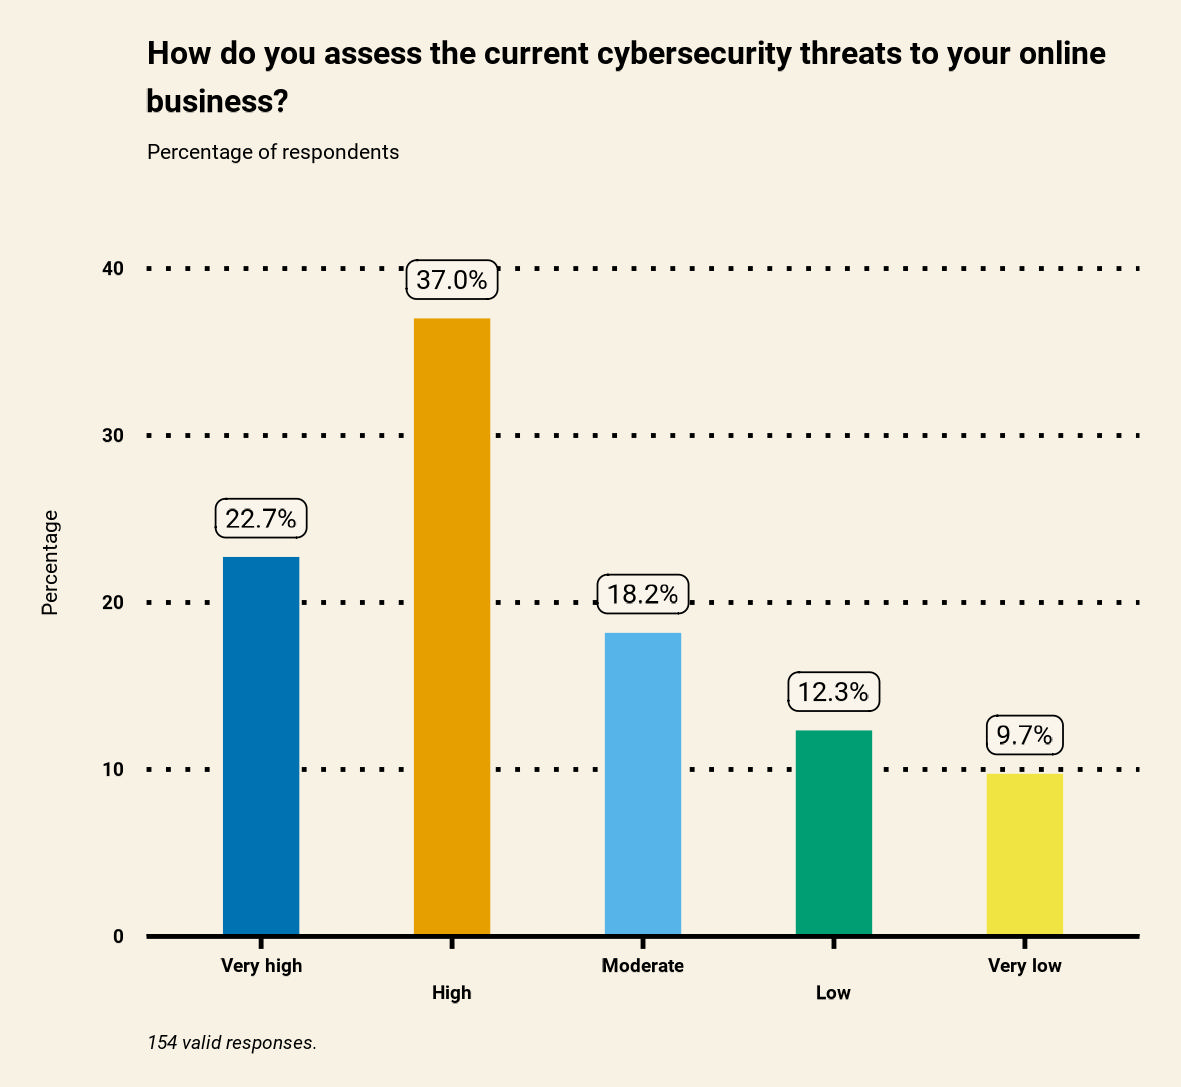 How do you assess the current cybersecurity threats to your online
business?
Percentage of respondents
40
37.0%
30
22.7%
Percentage
20
18.2%
12.3%
9.7%
10
0
Very high
Moderate
Very low
High
Low
154 valid responses.